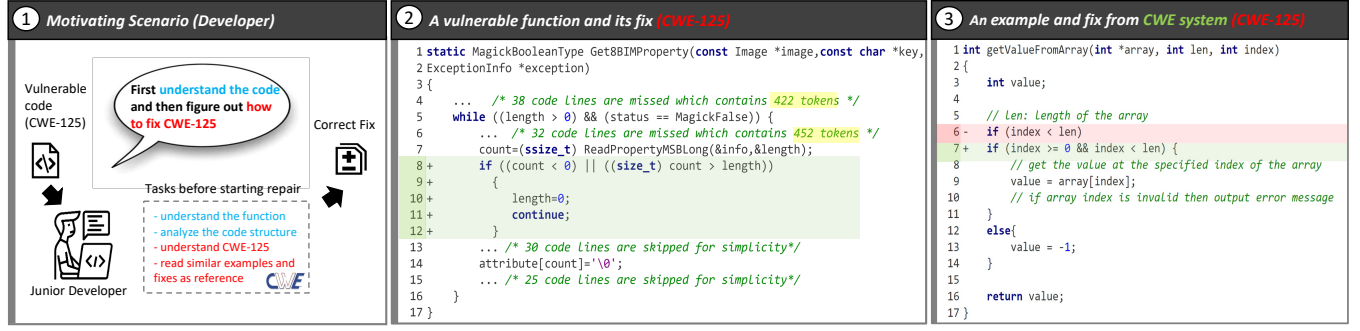 1 Motivating Scenario (Developer)
Vulnerable
code
(CWE-125)
First understand the code
and then figure out how
to fix CWE-125
Correct Fix
Tasks before starting repair
- understand the function
- analyze the code structure
- understand CWE-125
- read similar examples and
fixes as reference
CWE
Junior Developer
2 A vulnerable function and its fix (CWE-125)
1 static MagickBooleanType Get8BIMProperty(const Image *image,const char *key,
2 ExceptionInfo *exception)
3 {
4 ... /* 38 code lines are missed which contains 422 tokens */
5 while ((length > 0) && (status == MagickFalse)) {
6 ... /* 32 code lines are missed which contains 452 tokens */
7 count=(ssize_t) ReadPropertyMSBLong(&info,&length);
8 + if ((count < 0) || ((size_t) count > length))
9 + {
10 + length=0;
11 + continue;
12 + }
13 ... /* 30 code lines are skipped for simplicity*/
14 attribute[count]='\0';
15 ... /* 25 code lines are skipped for simplicity*/
16 }
17 }
3 An example and fix from CWE system (CWE-125)
1 int getValueFromArray(int *array, int len, int index)
2 {
3 int value;
4
5 // len: length of the array
6 - if (index < len)
7 + if (index >= 0 && index < len) {
8 // get the value at the specified index of the array
9 value = array[index];
10 // if array index is invalid then output error message
11 }
12 else{
13 value = -1;
14 }
15
16 return value;
17 }